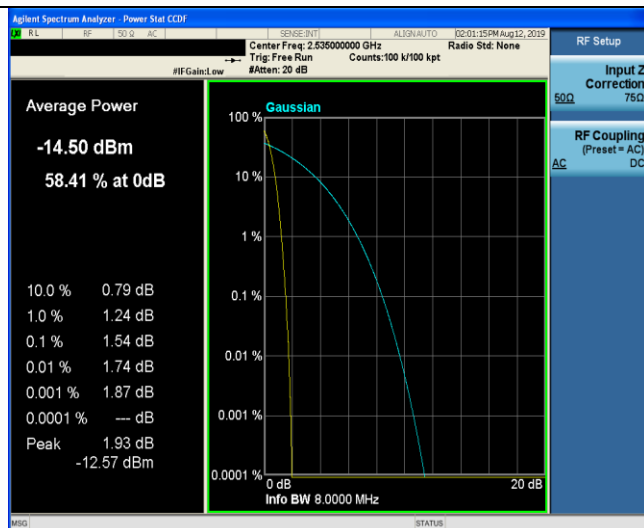 Agilent Spectrum Analyzer - Power Stat CCDF
RL RF 50 Ω AC SENSE:INT ALIGNAUTO 02:01:15PM Aug12, 2019
Center Freq: 2.535000000 GHz Radio Std: None
Trig: Free Run Counts:100 k/100 kpt
#IFGain:Low #Atten: 20 dB
RF Setup
Input Z
Correction
50Ω 75Ω
RF Coupling
(Preset = AC)
AC DC
Average Power
-14.50 dBm
58.41 % at 0dB
10.0 % 0.79 dB
1.0 % 1.24 dB
0.1 % 1.54 dB
0.01 % 1.74 dB
0.001 % 1.87 dB
0.0001 % --- dB
Peak 1.93 dB
-12.57 dBm
Gaussian
100 %
10 %
1 %
0.1 %
0.01 %
0.001 %
0.0001 %
0 dB 20 dB
Info BW 8.0000 MHz
MSG STATUS